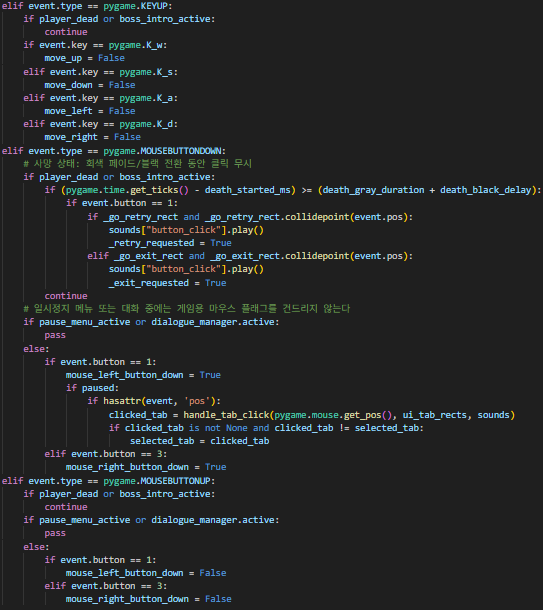 elif event.type == pygame.KEYUP:
    if player_dead or boss_intro_active:
        continue
    if event.key == pygame.K_w:
        move_up = False
    elif event.key == pygame.K_s:
        move_down = False
    elif event.key == pygame.K_a:
        move_left = False
    elif event.key == pygame.K_d:
        move_right = False
elif event.type == pygame.MOUSEBUTTONDOWN:
    # 사망 상태: 회색 페이드/블랙 전환 동안 클릭 무시
    if player_dead or boss_intro_active:
        if (pygame.time.get_ticks() - death_started_ms) >= (death_gray_duration + death_black_delay):
            if event.button == 1:
                if _go_retry_rect and _go_retry_rect.collidepoint(event.pos):
                    sounds["button_click"].play()
                    _retry_requested = True
                elif _go_exit_rect and _go_exit_rect.collidepoint(event.pos):
                    sounds["button_click"].play()
                    _exit_requested = True
        continue
    # 일시정지 메뉴 또는 대화 중에는 게임용 마우스 플래그를 건드리지 않는다
    if pause_menu_active or dialogue_manager.active:
        pass
    else:
        if event.button == 1:
            mouse_left_button_down = True
            if paused:
                if hasattr(event, 'pos'):
                    clicked_tab = handle_tab_click(pygame.mouse.get_pos(), ui_tab_rects, sounds)
                    if clicked_tab is not None and clicked_tab != selected_tab:
                        selected_tab = clicked_tab
        elif event.button == 3:
            mouse_right_button_down = True
elif event.type == pygame.MOUSEBUTTONUP:
    if player_dead or boss_intro_active:
        continue
    if pause_menu_active or dialogue_manager.active:
        pass
    else:
        if event.button == 1:
            mouse_left_button_down = False
        elif event.button == 3:
            mouse_right_button_down = False